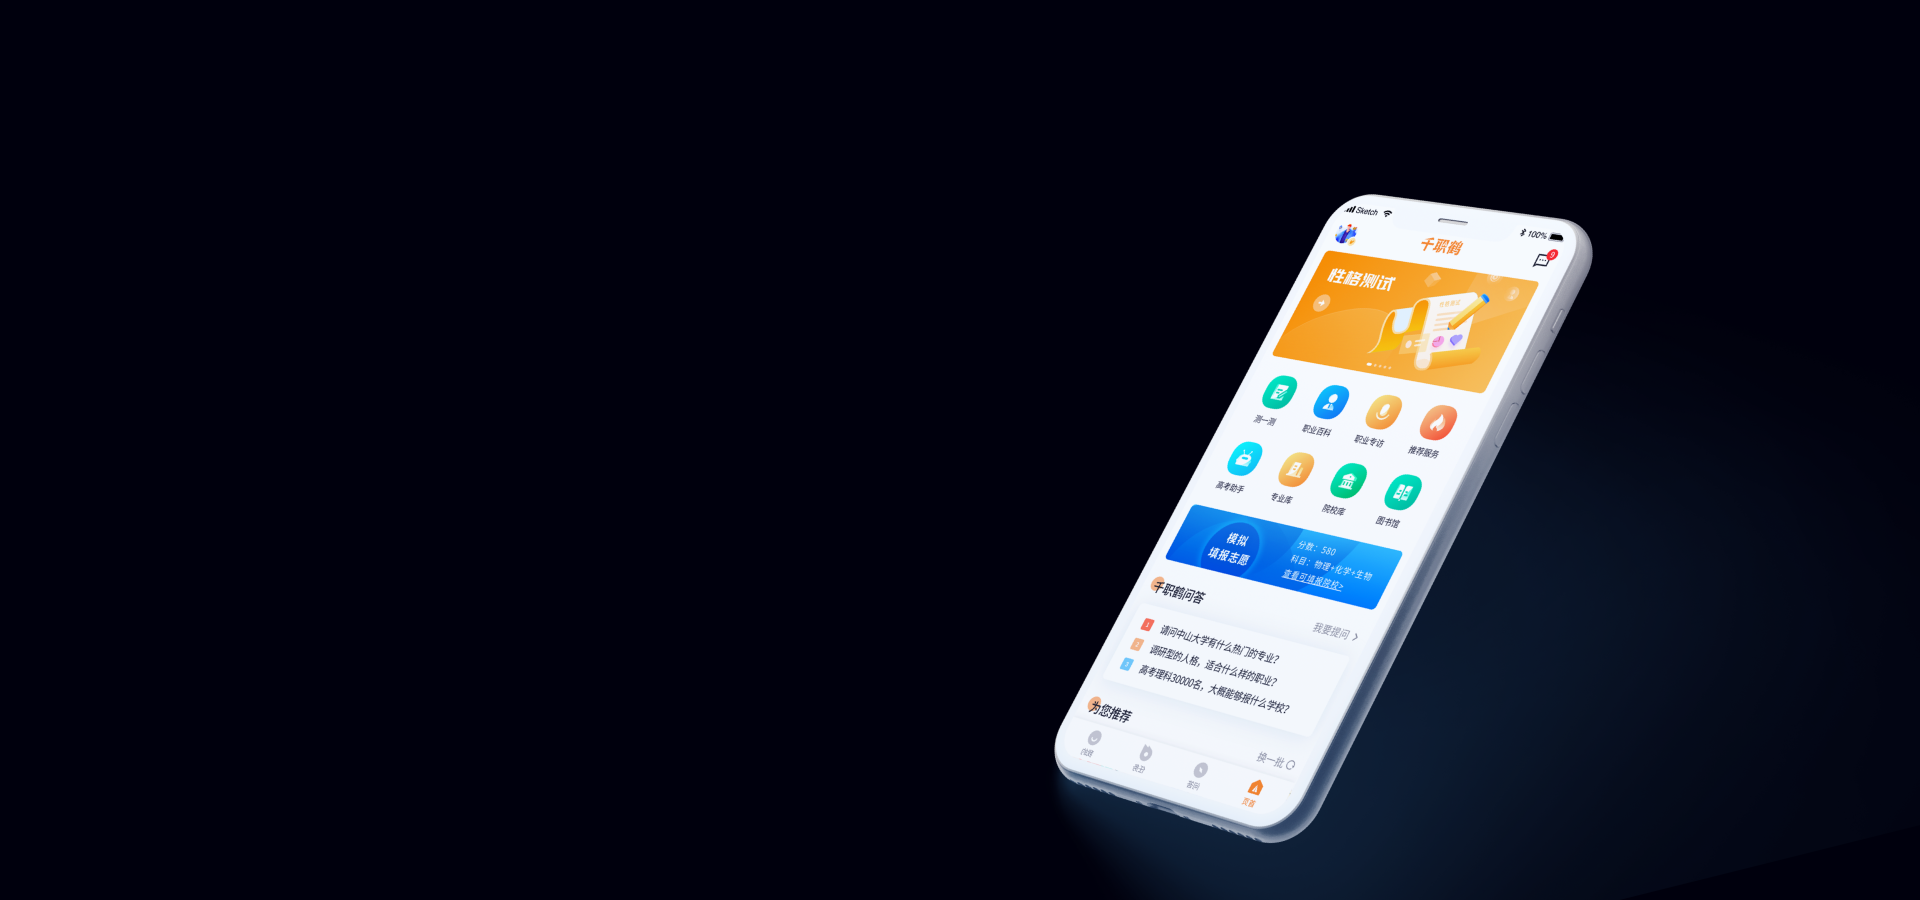 Sketch
100%
千职鹤
9
性格测试
测一测
职业百科
职业专访
推荐服务
高考助手
专业库
院校库
图书馆
模拟
填报志愿
分数：580
科目：物理+化学+生物
查看可填报院校>
千职鹤问答
我要提问
1 请问中山大学有什么热门的专业？
2 调研型的人格，适合什么样的职业？
3 高考理科30000名，大概能够报什么学校？
为您推荐
换一批